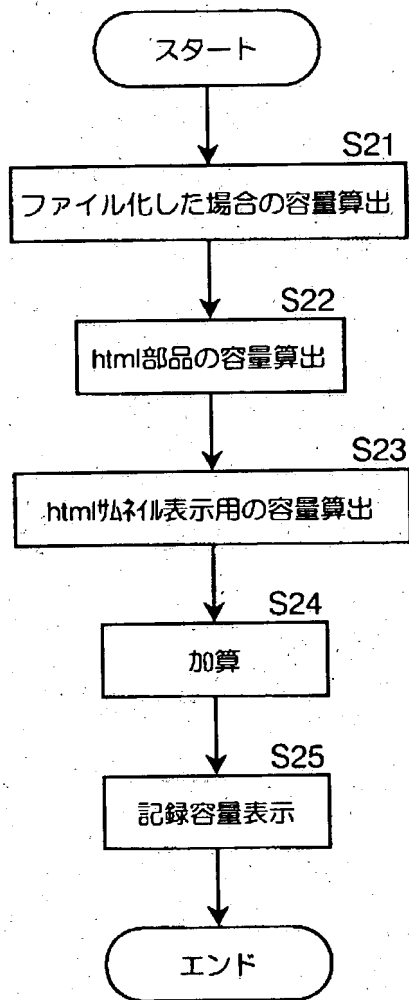 スタート
S21
ファイル化した場合の容量算出
S22
html部品の容量算出
S23
htmlｻﾑﾈｲﾙ表示用の容量算出
S24
加算
S25
記録容量表示
エンド